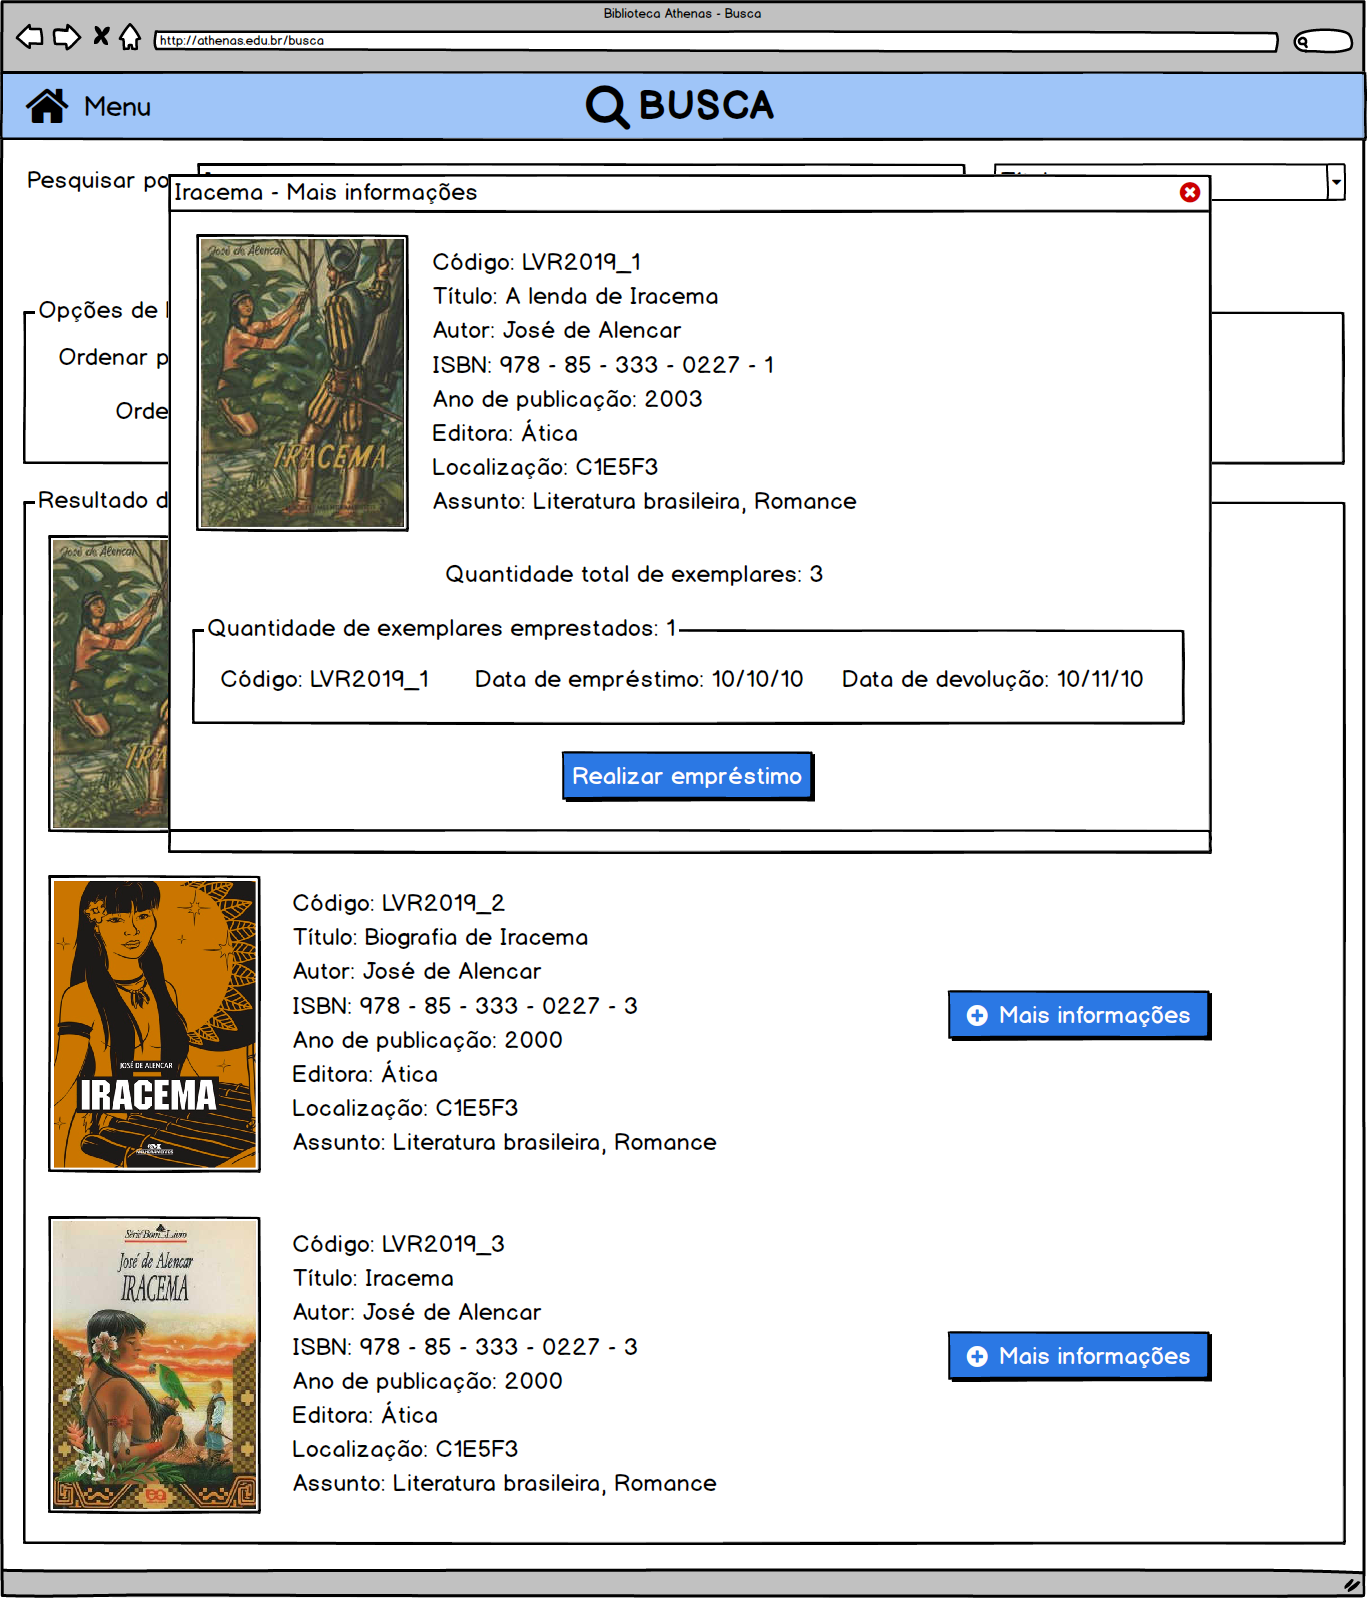 Biblioteca Athenas - Busca
http://athenas.edu.br/busca
Menu
BUSCA
Pesquisar po
Iracema - Mais informações
José de Alencar
IRACEMA
Código: LVR2019_1
Título: A lenda de Iracema
Autor: José de Alencar
ISBN: 978 - 85 - 333 - 0227 - 1
Ano de publicação: 2003
Editora: Ática
Localização: C1E5F3
Assunto: Literatura brasileira, Romance
Quantidade total de exemplares: 3
Quantidade de exemplares emprestados: 1
Código: LVR2019_1 Data de empréstimo: 10/10/10 Data de devolução: 10/11/10
Realizar empréstimo
Opções de
Ordenar p
Orde
Resultado d
José de Alencar
IRA
JOSÉ DE ALENCAR
IRACEMA
MELHORAMENTOS
Código: LVR2019_2
Título: Biografia de Iracema
Autor: José de Alencar
ISBN: 978 - 85 - 333 - 0227 - 3
Ano de publicação: 2000
Editora: Ática
Localização: C1E5F3
Assunto: Literatura brasileira, Romance
Mais informações
Série Bom Livro
José de Alencar
IRACEMA
Código: LVR2019_3
Título: Iracema
Autor: José de Alencar
ISBN: 978 - 85 - 333 - 0227 - 3
Ano de publicação: 2000
Editora: Ática
Localização: C1E5F3
Assunto: Literatura brasileira, Romance
Mais informações